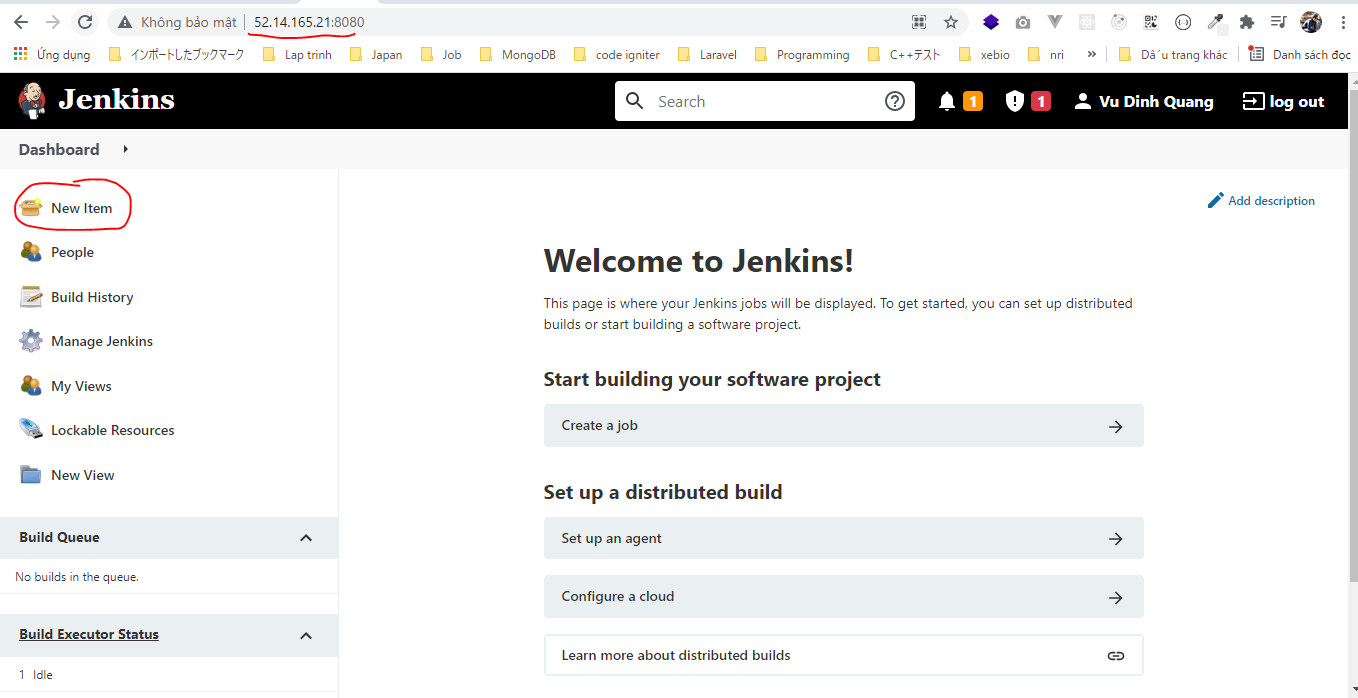 Không bảo mật 52.14.165.21:8080
Ứng dụng インポートしたブックマーク Lap trinh Japan Job MongoDB code igniter Laravel Programming C++テスト xebio nri » Dấu trang khác Danh sách đọc
Jenkins Search 1 1 Vu Dinh Quang log out
Dashboard
New Item
People
Build History
Manage Jenkins
My Views
Lockable Resources
New View
Build Queue
No builds in the queue.
Build Executor Status
1 Idle
Add description
Welcome to Jenkins!
This page is where your Jenkins jobs will be displayed. To get started, you can set up distributed
builds or start building a software project.
Start building your software project
Create a job
Set up a distributed build
Set up an agent
Configure a cloud
Learn more about distributed builds